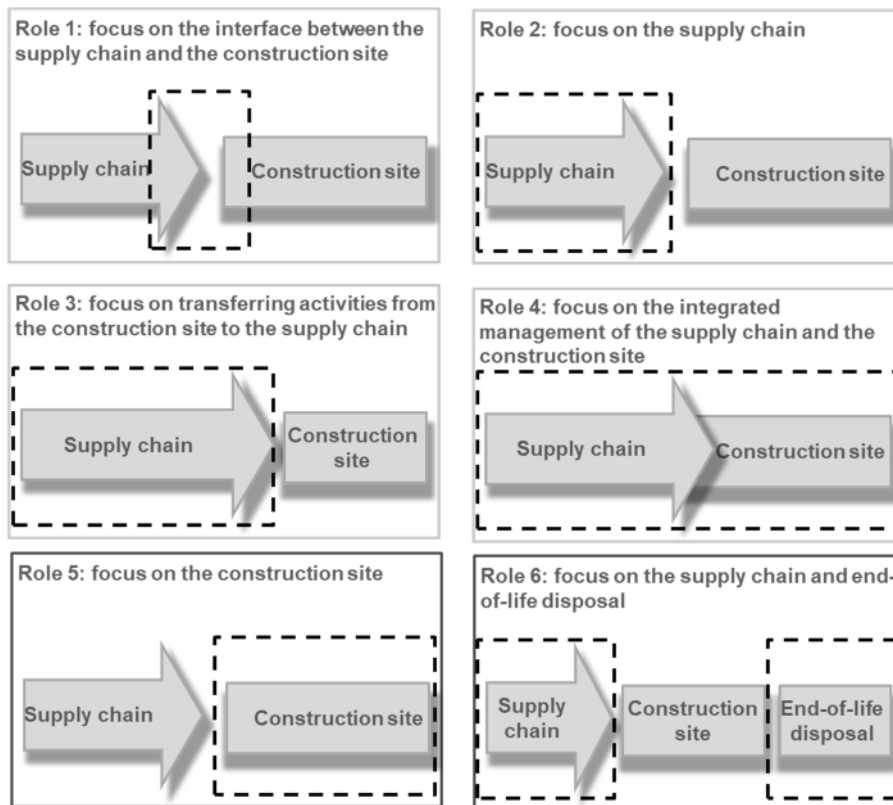 Role 1: focus on the interface between the
supply chain and the construction site
Supply chain
Construction site
Role 2: focus on the supply chain
Supply chain
Construction site
Role 3: focus on transferring activities from
the construction site to the supply chain
Supply chain
Construction
site
Role 4: focus on the integrated
management of the supply chain and the
construction site
Supply chain
Construction site
Role 5: focus on the construction site
Supply chain
Construction site
Role 6: focus on the supply chain and end-
of-life disposal
Supply
chain
Construction
site
End-of-life
disposal